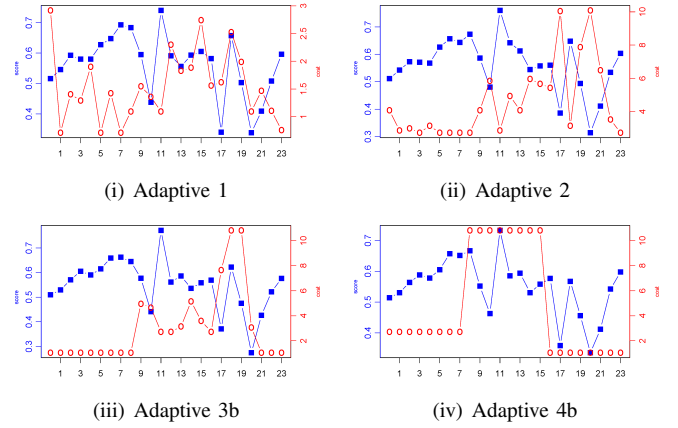 0.4 0.5 0.6 0.7
score
1 1.5 2 2.5 3
cost
1 3 5 7 9 11 13 15 17 19 21 23
(i) Adaptive 1
0.3 0.4 0.5 0.6 0.7
score
4 6 8 10
cost
1 3 5 7 9 11 13 15 17 19 21 23
(ii) Adaptive 2
0.3 0.4 0.5 0.6 0.7
score
2 4 6 8 10
cost
1 3 5 7 9 11 13 15 17 19 21 23
(iii) Adaptive 3b
0.4 0.5 0.6 0.7
score
2 4 6 8 10
cost
1 3 5 7 9 11 13 15 17 19 21 23
(iv) Adaptive 4b